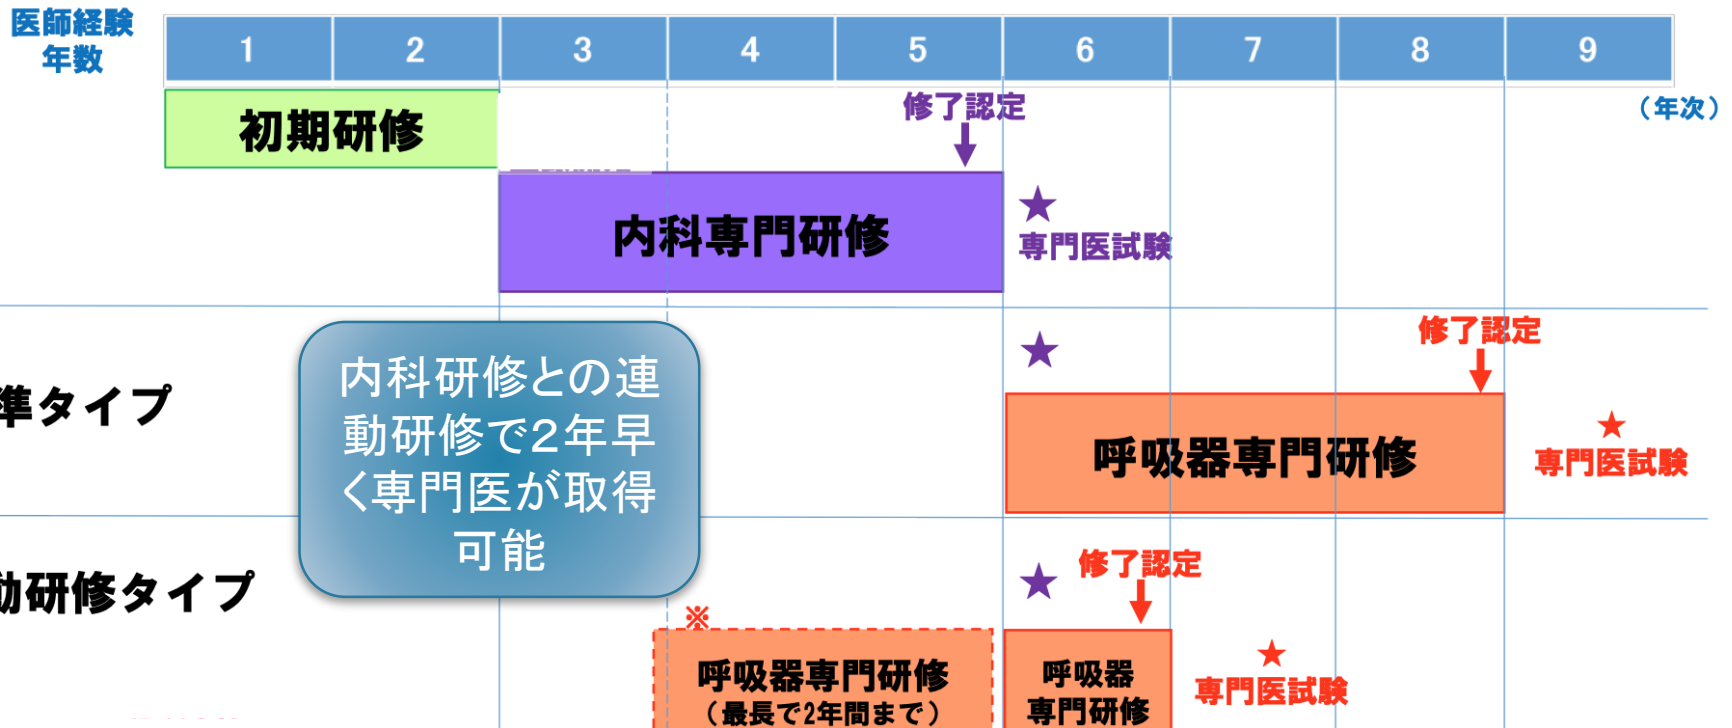 医師経験
年数
1 2 3 4 5 6 7 8 9
（年次）
初期研修
修了認定
内科専門研修
★
専門医試験
★
修了認定
準タイプ
呼吸器専門研修
★
専門医試験
内科研修との連
動研修で２年早
く専門医が取得
可能
動研修タイプ
★
修了認定
※
呼吸器専門研修
（最長で2年間まで）
呼吸器
専門研修
★
専門医試験